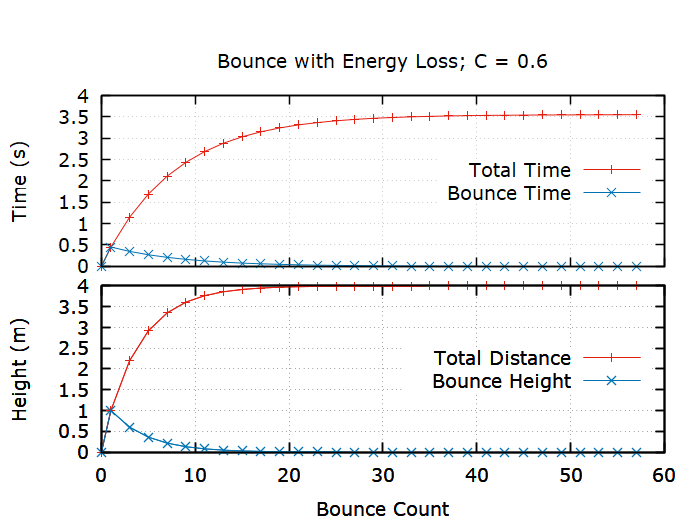 Bounce with Energy Loss; C = 0.6
4
3.5
3
2.5
2
1.5
1
0.5
0
Time (s)
Total Time
Bounce Time
4
3.5
3
2.5
2
1.5
1
0.5
0
Height (m)
Total Distance
Bounce Height
0 10 20 30 40 50 60
Bounce Count